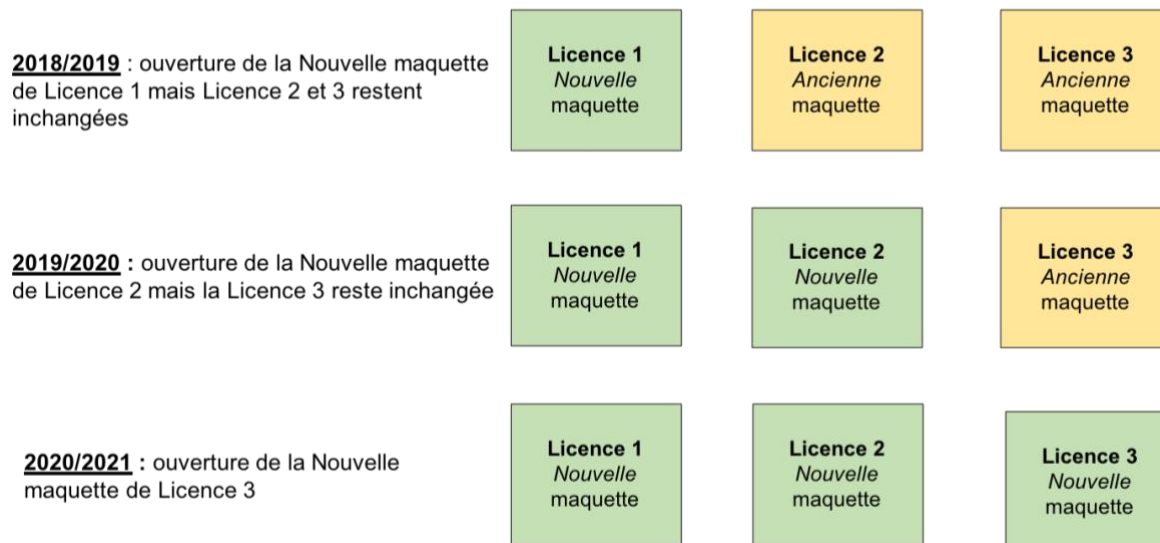 2018/2019 : ouverture de la Nouvelle maquette
de Licence 1 mais Licence 2 et 3 restent
inchangées
Licence 1
Nouvelle
maquette
Licence 2
Ancienne
maquette
Licence 3
Ancienne
maquette
2019/2020 : ouverture de la Nouvelle maquette
de Licence 2 mais la Licence 3 reste inchangée
Licence 1
Nouvelle
maquette
Licence 2
Nouvelle
maquette
Licence 3
Ancienne
maquette
2020/2021 : ouverture de la Nouvelle
maquette de Licence 3
Licence 1
Nouvelle
maquette
Licence 2
Nouvelle
maquette
Licence 3
Nouvelle
maquette